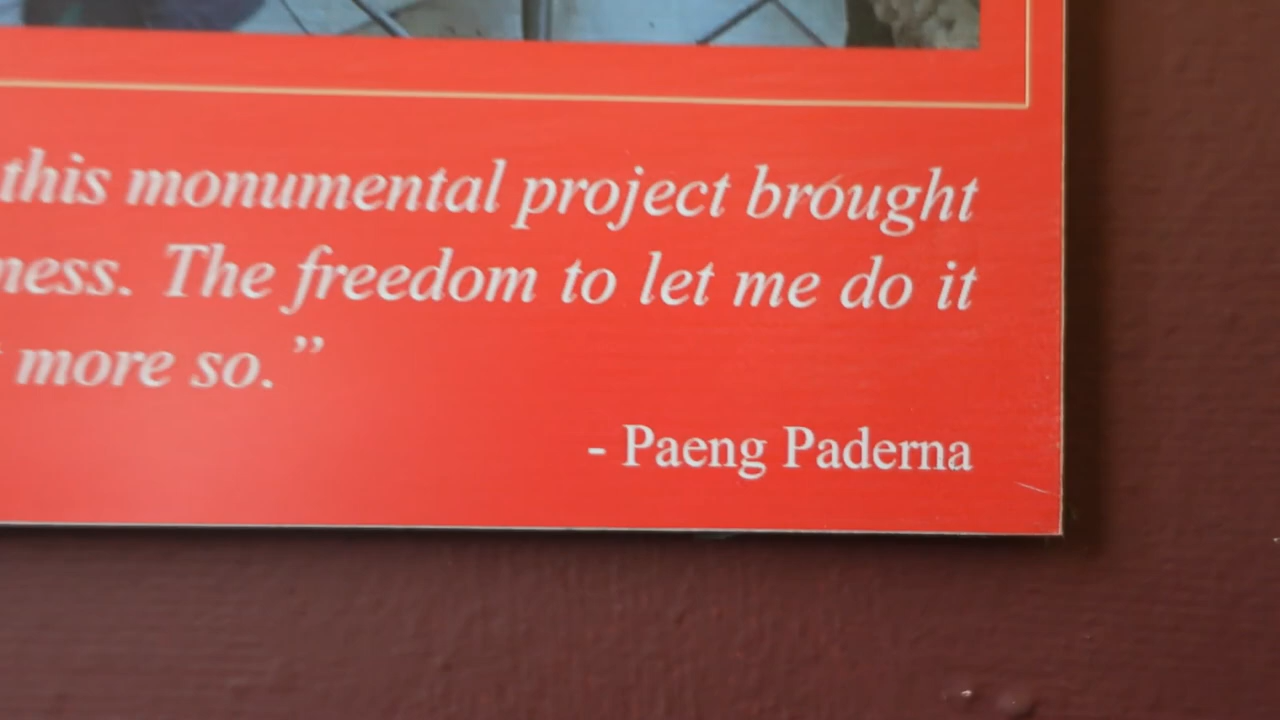 this monumental project brought
ness. The freedom to let me do it
more so.”
- Paeng Paderna